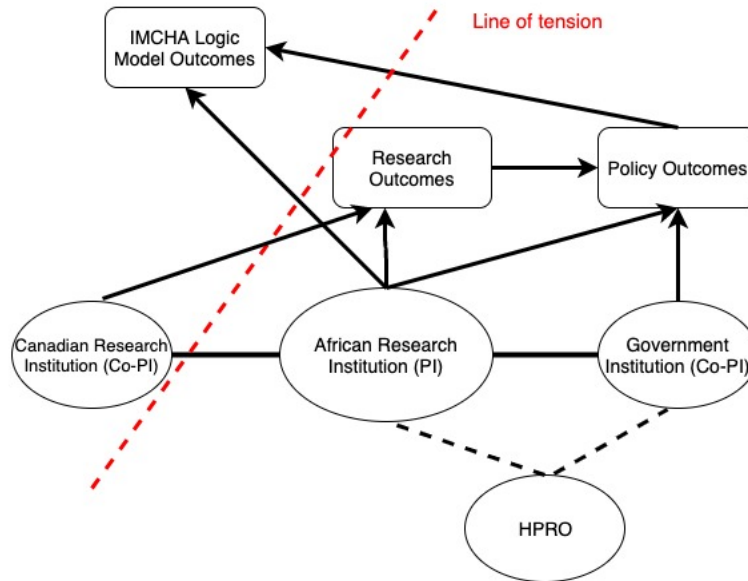 Line of tension
IMCHA Logic
Model Outcomes
Research
Outcomes
Policy Outcomes
Canadian Research
Institution (Co-PI)
African Research
Institution (PI)
Government
Institution (Co-PI)
HPRO